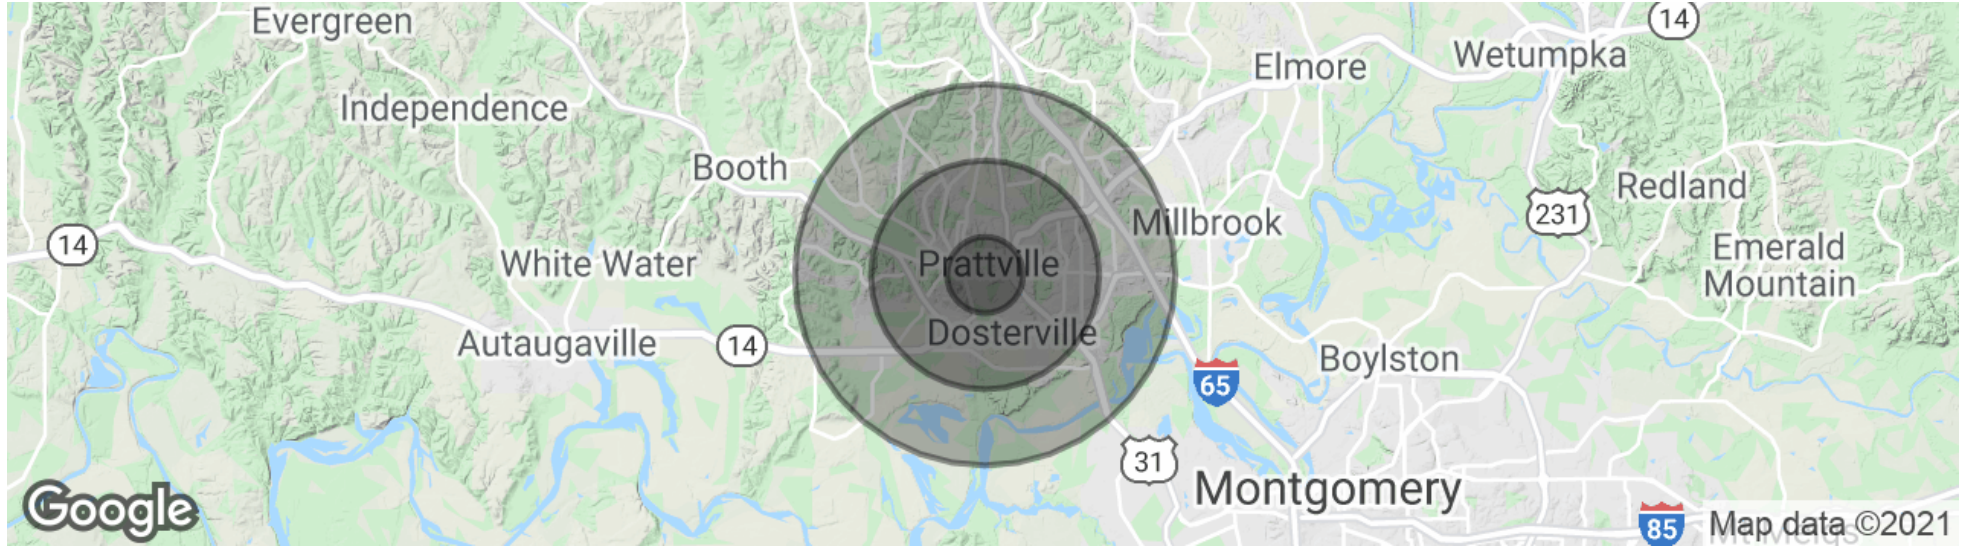 Evergreen
14
Wetumpka
Elmore
Independence
Booth
Redland
231
Millbrook
14
Emerald
Mountain
White Water
Prattville
Dosterville
Autaugaville
14
Boylston
65
31
Montgomery
Google
85
Map data ©2021